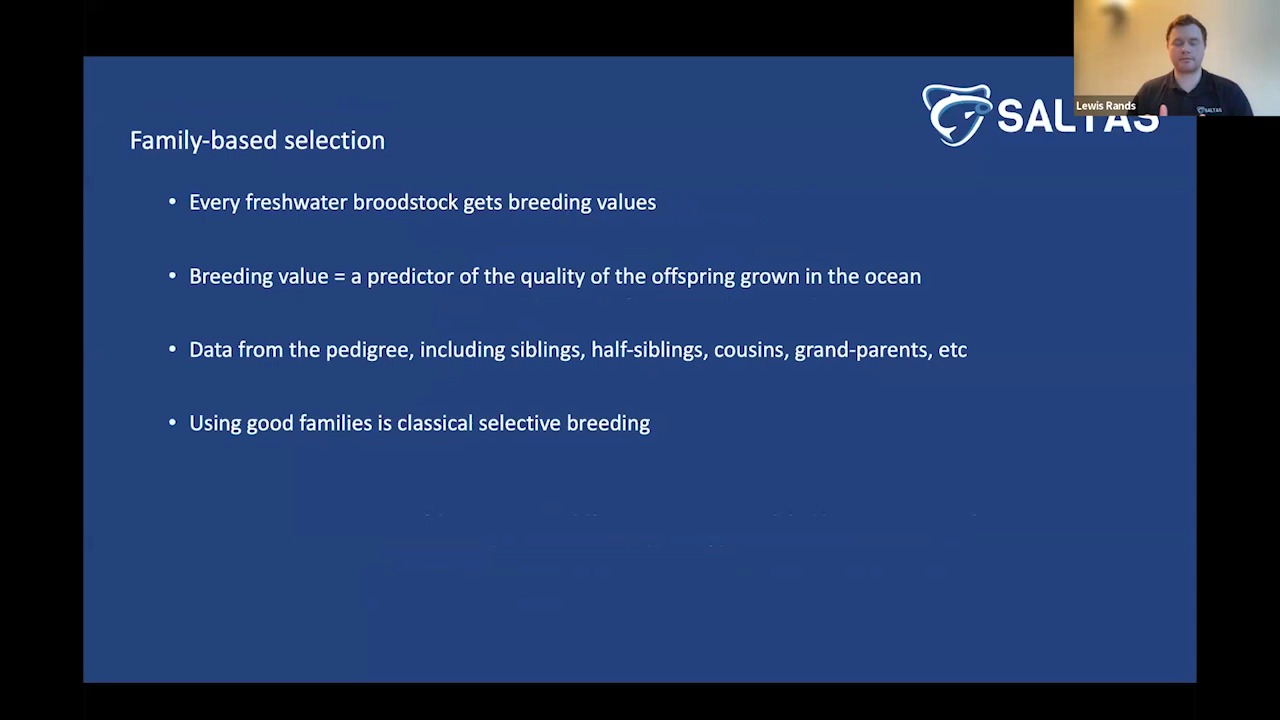 SALTAS
Lewis Rands
SALTAS
Family-based selection
• Every freshwater broodstock gets breeding values
• Breeding value = a predictor of the quality of the offspring grown in the ocean
• Data from the pedigree, including siblings, half-siblings, cousins, grand-parents, etc
• Using good families is classical selective breeding